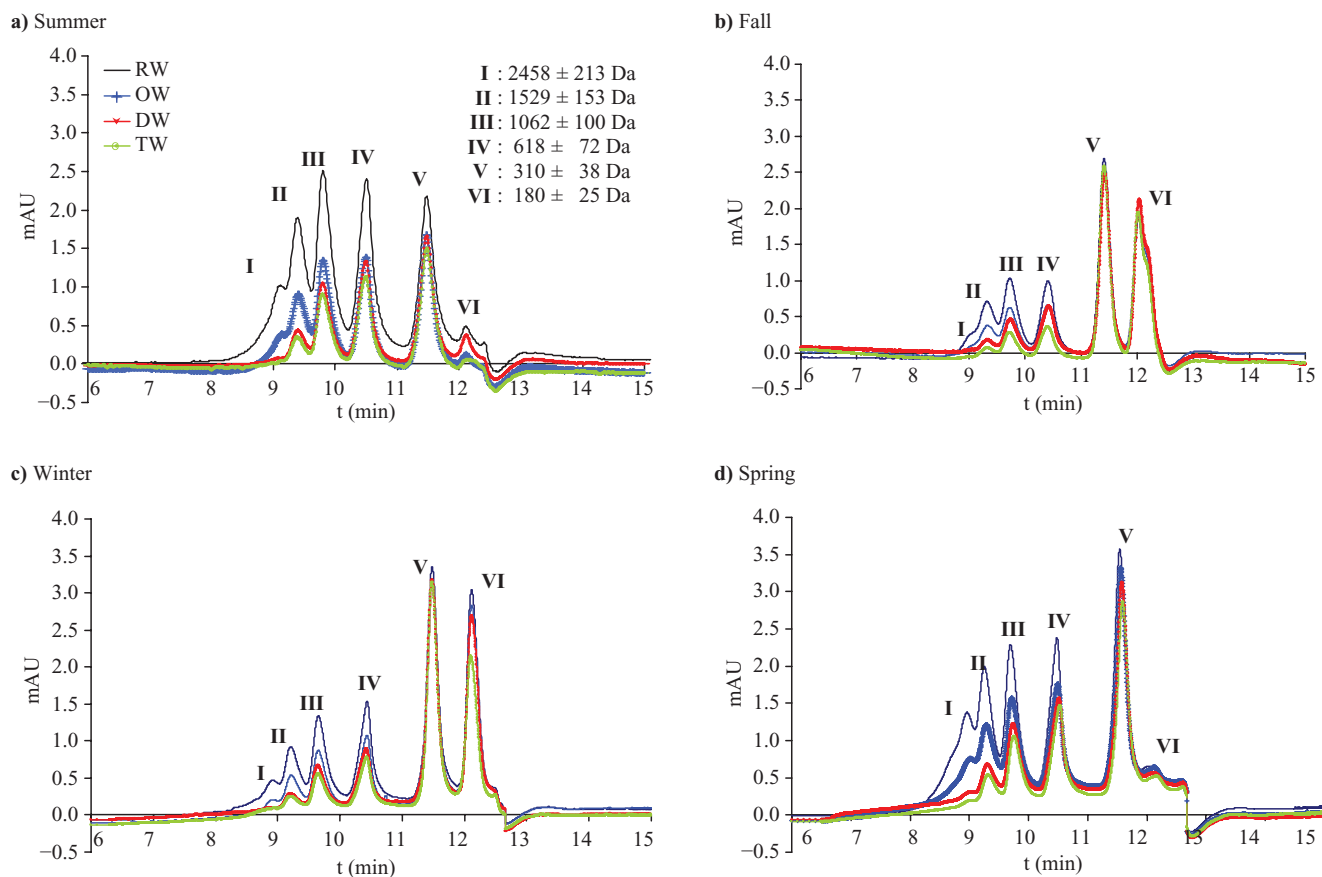 a) Summer
4.0
3.5
3.0
2.5
2.0
1.5
1.0
0.5
0.0
−0.5
mAU
RW
OW
DW
TW
I : 2458 ± 213 Da
II : 1529 ± 153 Da
III : 1062 ± 100 Da
IV : 618 ± 72 Da
V : 310 ± 38 Da
VI : 180 ± 25 Da
I
II
III
IV
V
VI
6 7 8 9 10 11 12 13 14 15
t (min)
b) Fall
4.0
3.5
3.0
2.5
2.0
1.5
1.0
0.5
0.0
−0.5
mAU
I
II
III
IV
V
VI
6 7 8 9 10 11 12 13 14 15
t (min)
c) Winter
4.0
3.5
3.0
2.5
2.0
1.5
1.0
0.5
0.0
−0.5
mAU
I
II
III
IV
V
VI
6 7 8 9 10 11 12 13 14 15
t (min)
d) Spring
4.0
3.5
3.0
2.5
2.0
1.5
1.0
0.5
0.0
−0.5
mAU
I
II
III
IV
V
VI
6 7 8 9 10 11 12 13 14 15
t (min)